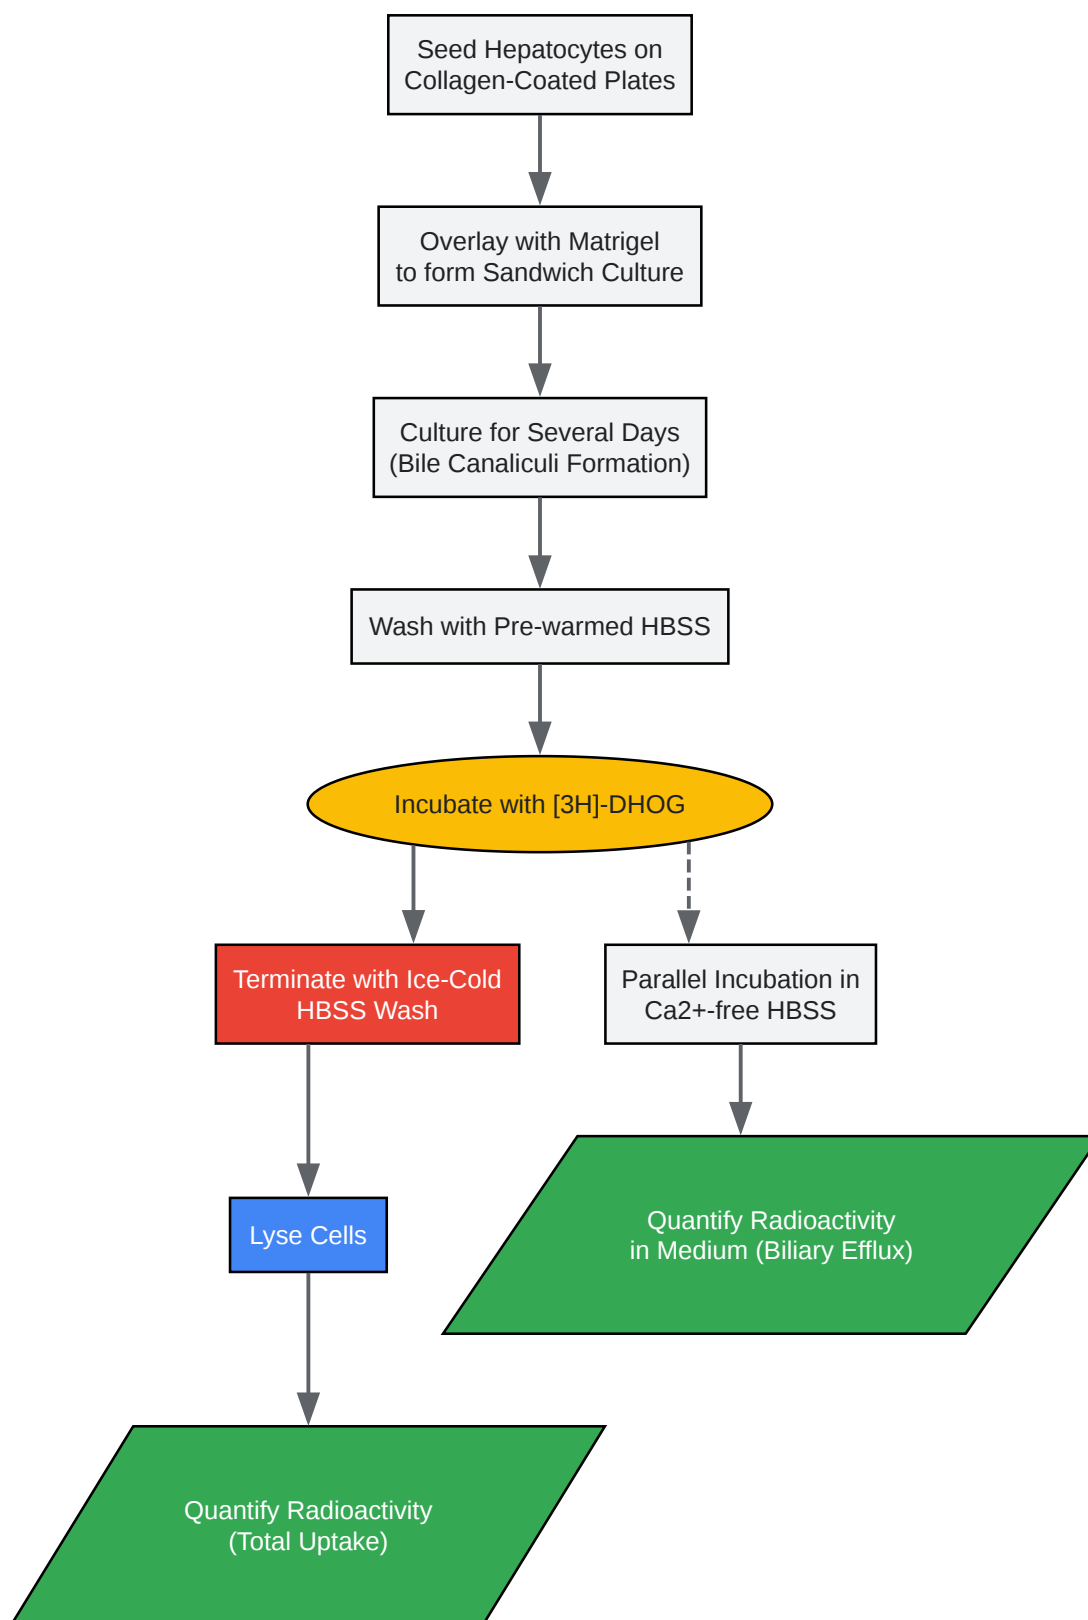 Seed Hepatocytes on
Collagen-Coated Plates
Overlay with Matrigel
to form Sandwich Culture
Culture for Several Days
(Bile Canaliculi Formation)
Wash with Pre-warmed HBSS
Incubate with [3H]-DHOG
Terminate with Ice-Cold
HBSS Wash
Parallel Incubation in
Ca2+-free HBSS
Lyse Cells
Quantify Radioactivity
in Medium (Biliary Efflux)
Quantify Radioactivity
(Total Uptake)